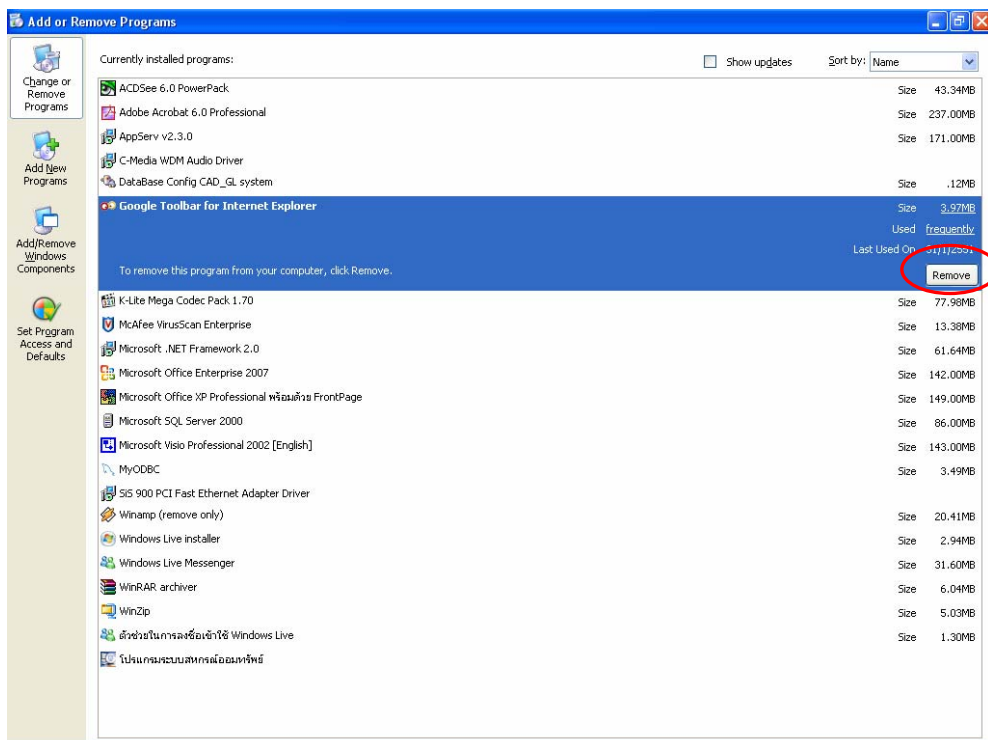 Add or Remove Programs
Change or
Remove
Programs
Add New
Programs
Add/Remove
Windows
Components
Set Program
Access and
Defaults
Currently installed programs:
Show updates
Sort by: Name
ACDSee 6.0 PowerPack Size 43.34MB
Adobe Acrobat 6.0 Professional Size 237.00MB
AppServ v2.3.0 Size 171.00MB
C-Media WDM Audio Driver
DataBase Config CAD_GL system Size .12MB
Google Toolbar for Internet Explorer Size 3.97MB
Used frequently
Last Used On 31/1/2551
To remove this program from your computer, click Remove. Remove
K-Lite Mega Codec Pack 1.70 Size 77.98MB
McAfee VirusScan Enterprise Size 13.38MB
Microsoft .NET Framework 2.0 Size 61.64MB
Microsoft Office Enterprise 2007 Size 142.00MB
Microsoft Office XP Professional พร้อมด้วย FrontPage Size 149.00MB
Microsoft SQL Server 2000 Size 86.00MB
Microsoft Visio Professional 2002 [English] Size 143.00MB
MyODBC Size 3.49MB
SiS 900 PCI Fast Ethernet Adapter Driver
Winamp (remove only) Size 20.41MB
Windows Live installer Size 2.94MB
Windows Live Messenger Size 31.60MB
WinRAR archiver Size 6.04MB
WinZip Size 5.03MB
ตัวช่วยในการลงชื่อเข้าใช้ Windows Live Size 1.30MB
โปรแกรมระบบสหกรณ์ออมทรัพย์